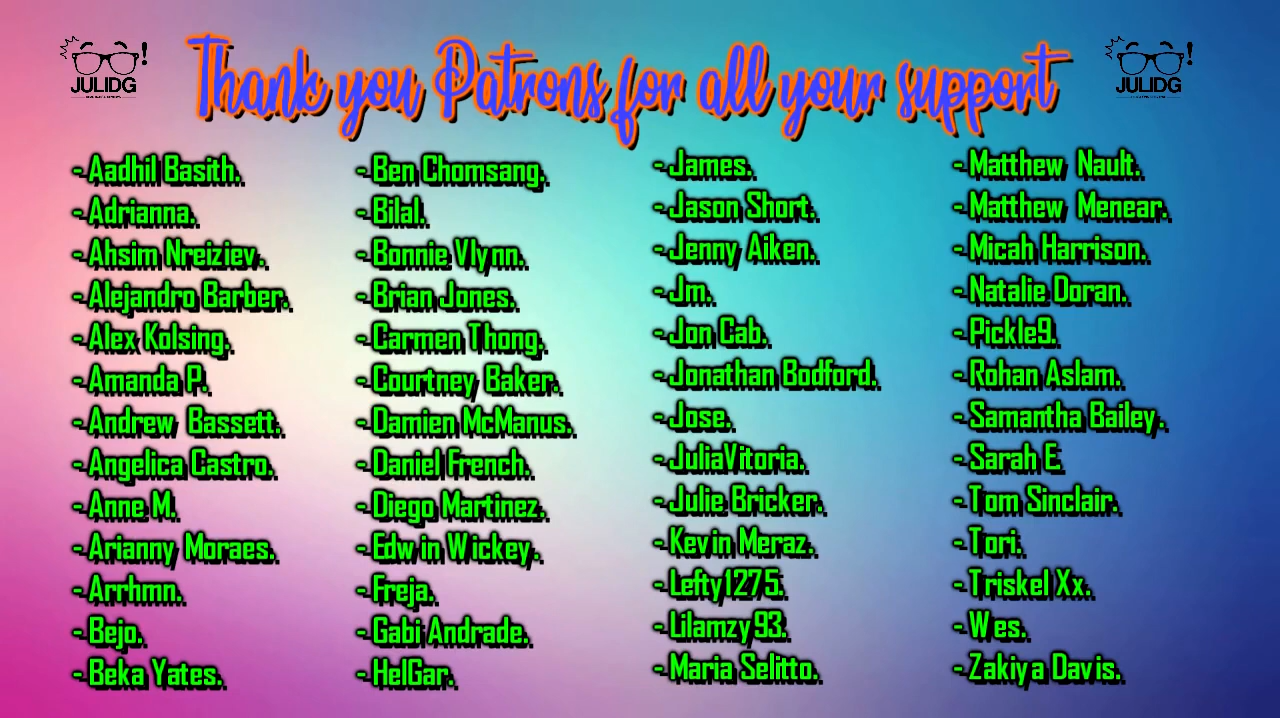 JULIDG
Thank you Patrons for all your support
JULIDG
- Aadhil Basith.
- Adrianna.
- Ahsim Nreiziev.
- Alejandro Barber.
- Alex Kolsing.
- Amanda P.
- Andrew Bassett.
- Angelica Castro.
- Anne M.
- Arianny Moraes.
- Arrhmn.
- Bejo.
- Beka Yates.
- Ben Chomsang.
- Bilal.
- Bonnie Vlynn.
- Brian Jones.
- Carmen Thong.
- Courtney Baker.
- Damien McManus.
- Daniel French.
- Diego Martinez.
- Edwin Wickey.
- Freja.
- Gabi Andrade.
- HelGar.
- James.
- Jason Short.
- Jenny Aiken.
- Jm.
- Jon Cab.
- Jonathan Bodford.
- Jose.
- JuliaVitoria.
- Julie Bricker.
- Kevin Meraz.
- Lefty1275.
- Lilamzy93.
- Maria Selitto.
- Matthew Nault.
- Matthew Menear.
- Micah Harrison.
- Natalie Doran.
- Pickle9.
- Rohan Aslam.
- Samantha Bailey.
- Sarah E.
- Tom Sinclair.
- Tori.
- Triskel Xx.
- Wes.
- Zakiya Davis.